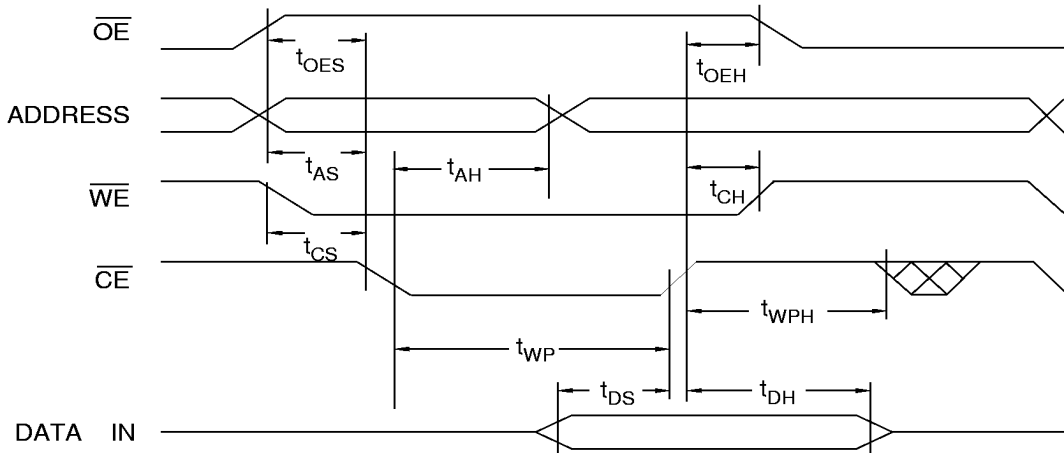 OE
tOES
tOEH
ADDRESS
tAS
tAH
tCH
WE
tCS
CE
tWPH
tWP
tDS
tDH
DATA IN